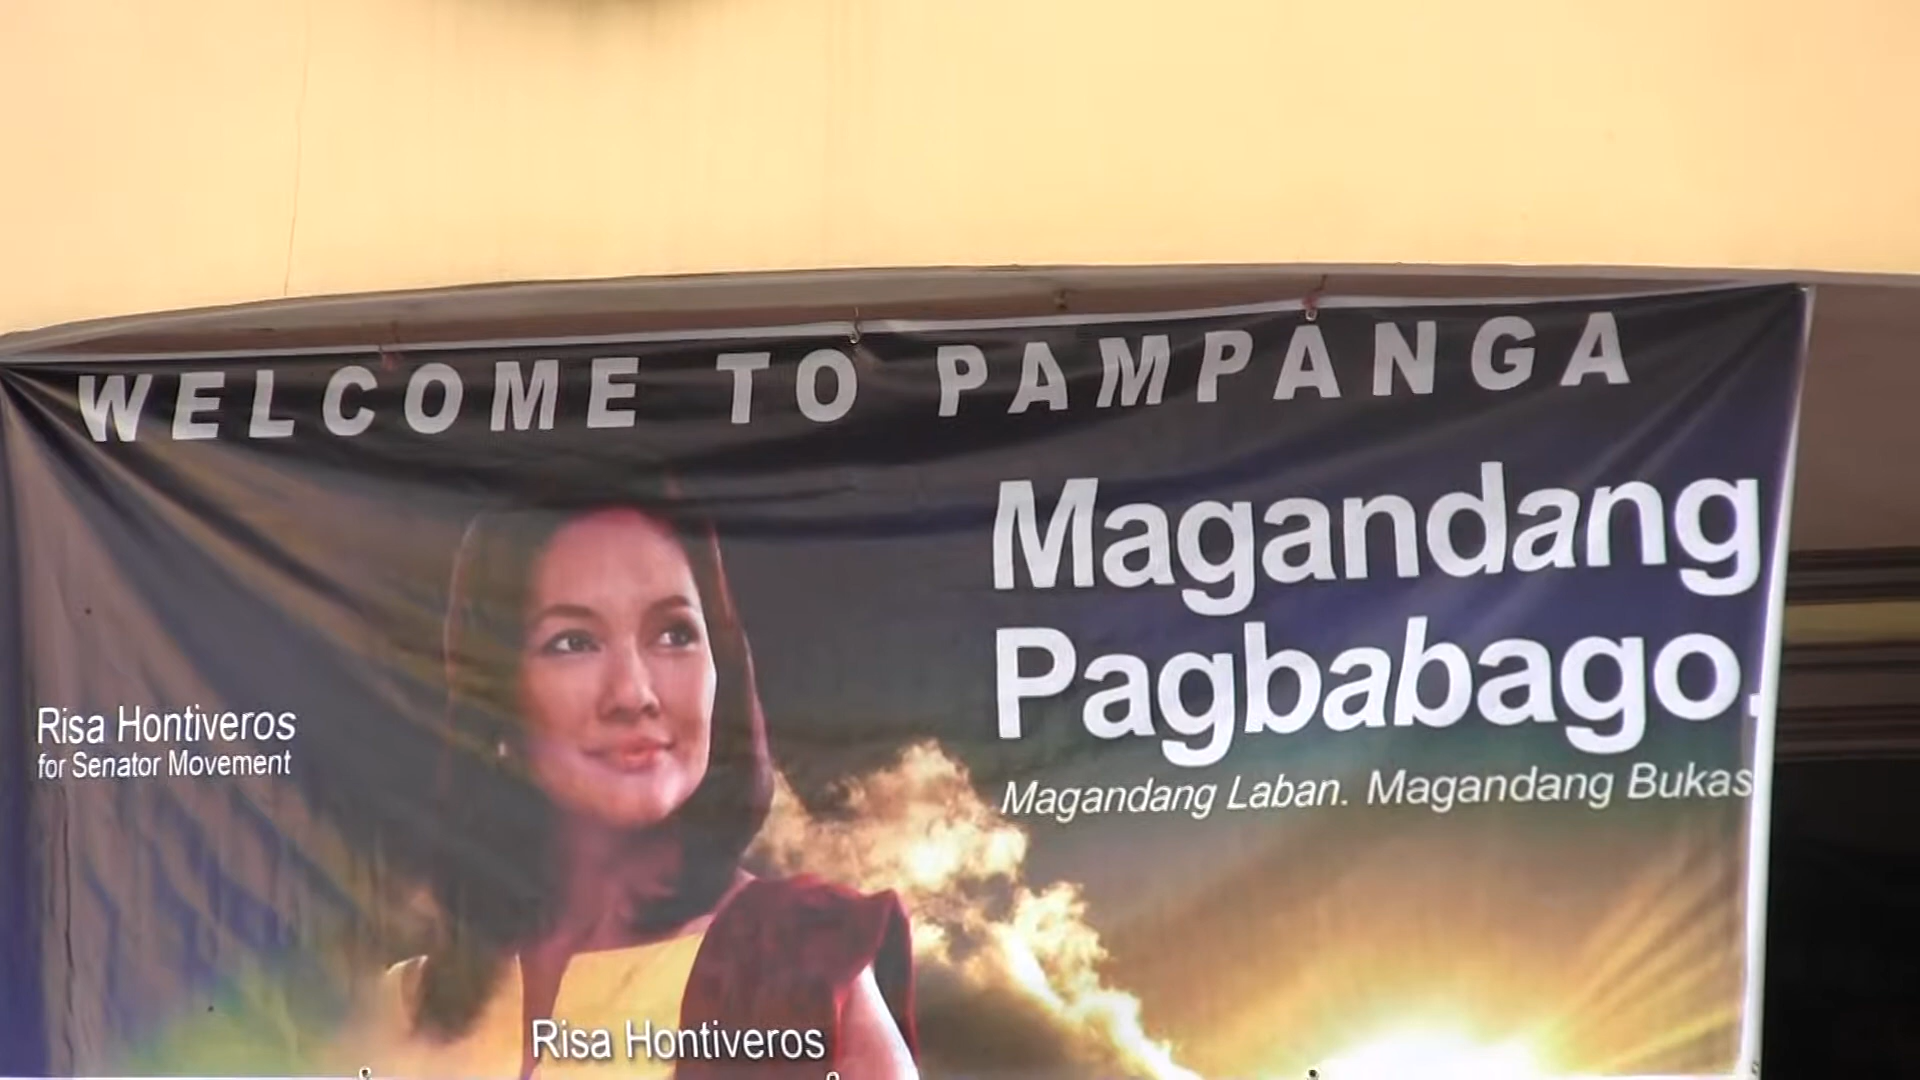 WELCOME TO PAMPANGA
Magandang
Pagbabago.
Risa Hontiveros
for Senator Movement
Magandang Laban. Magandang Bukas
Risa Hontiveros